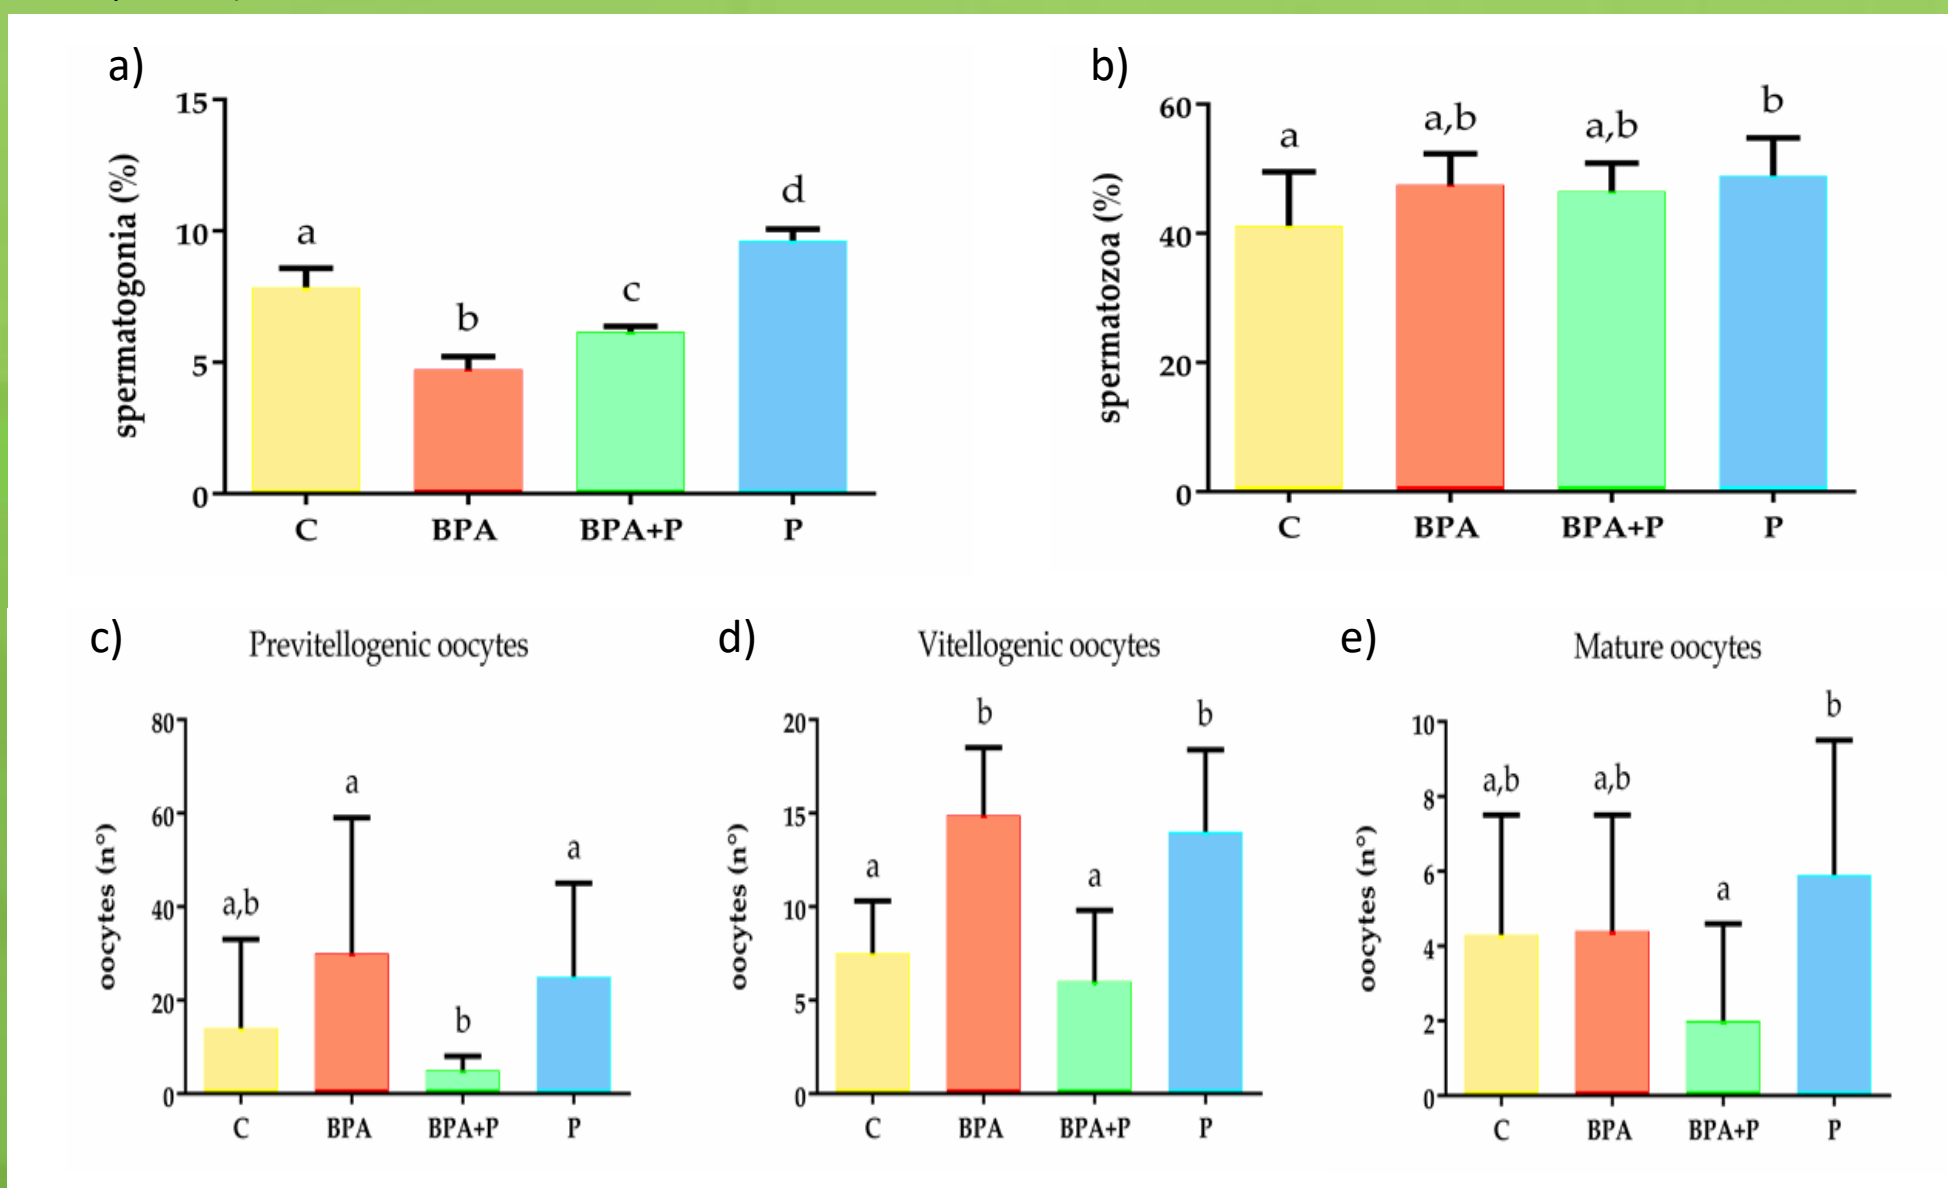 a)
15
10
5
0
spermatogonia (%)
a
b
c
d
C BPA BPA+P P
b)
60
40
20
0
spermatozoa (%)
a
a,b
a,b
b
C BPA BPA+P P
c) Previtellogenic oocytes
80
60
40
20
0
oocytes (n°)
a,b
a
b
a
C BPA BPA+P P
d) Vitellogenic oocytes
20
15
10
5
0
oocytes (n°)
a
b
a
b
C BPA BPA+P P
e) Mature oocytes
10
8
6
4
2
0
oocytes (n°)
a,b
a,b
a
b
C BPA BPA+P P